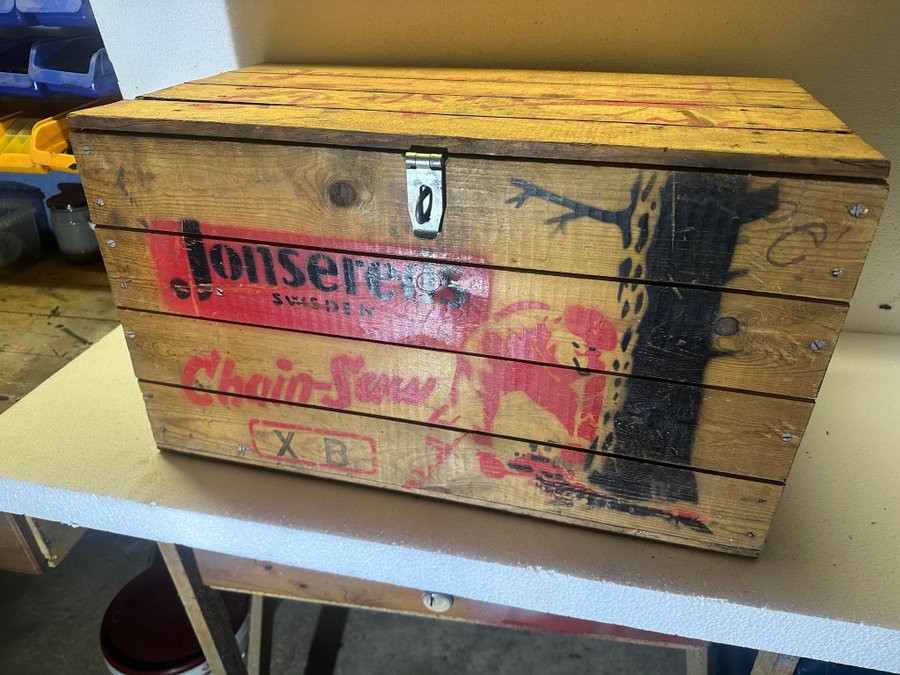 Jonsereds
SWEDEN
Chain-Saw
XB